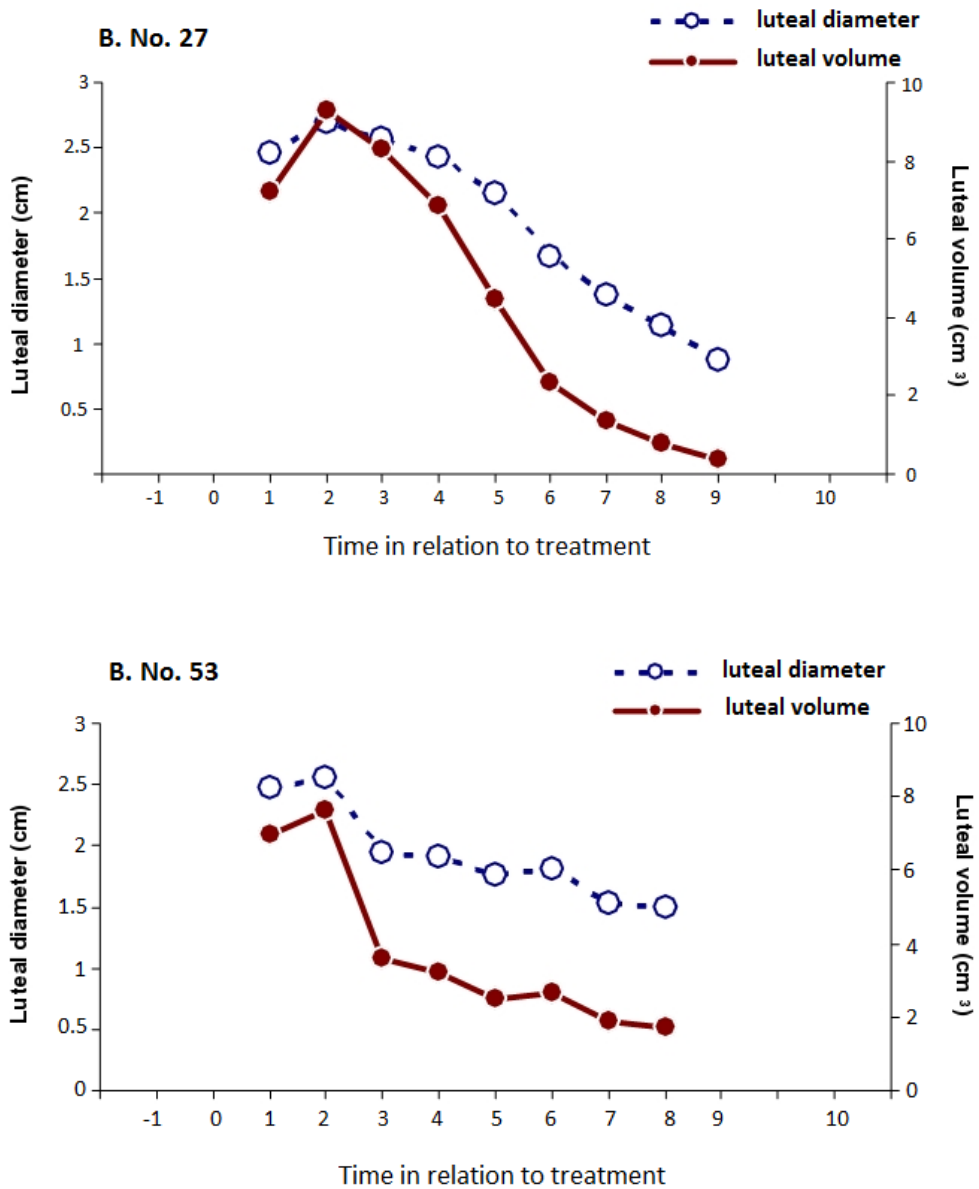 B. No. 27
luteal diameter
luteal volume
3
2.5
2
1.5
1
0.5
Luteal diameter (cm)
10
8
6
4
2
0
Luteal volume (cm ³)
-1 0 1 2 3 4 5 6 7 8 9 10
Time in relation to treatment
B. No. 53
luteal diameter
luteal volume
3
2.5
2
1.5
1
0.5
0
Luteal diameter (cm)
10
8
6
4
2
0
Luteal volume (cm ³)
-1 0 1 2 3 4 5 6 7 8 9 10
Time in relation to treatment